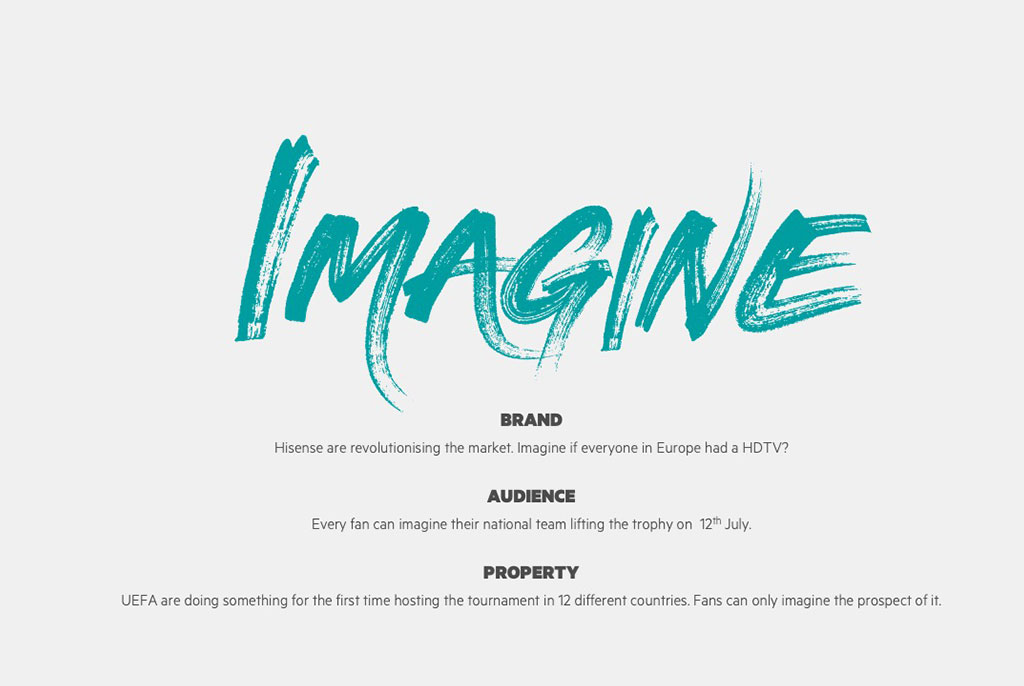 IMAGINE
BRAND
Hisense are revolutionising the market. Imagine if everyone in Europe had a HDTV?
AUDIENCE
Every fan can imagine their national team lifting the trophy on 12th July.
PROPERTY
UEFA are doing something for the first time hosting the tournament in 12 different countries. Fans can only imagine the prospect of it.